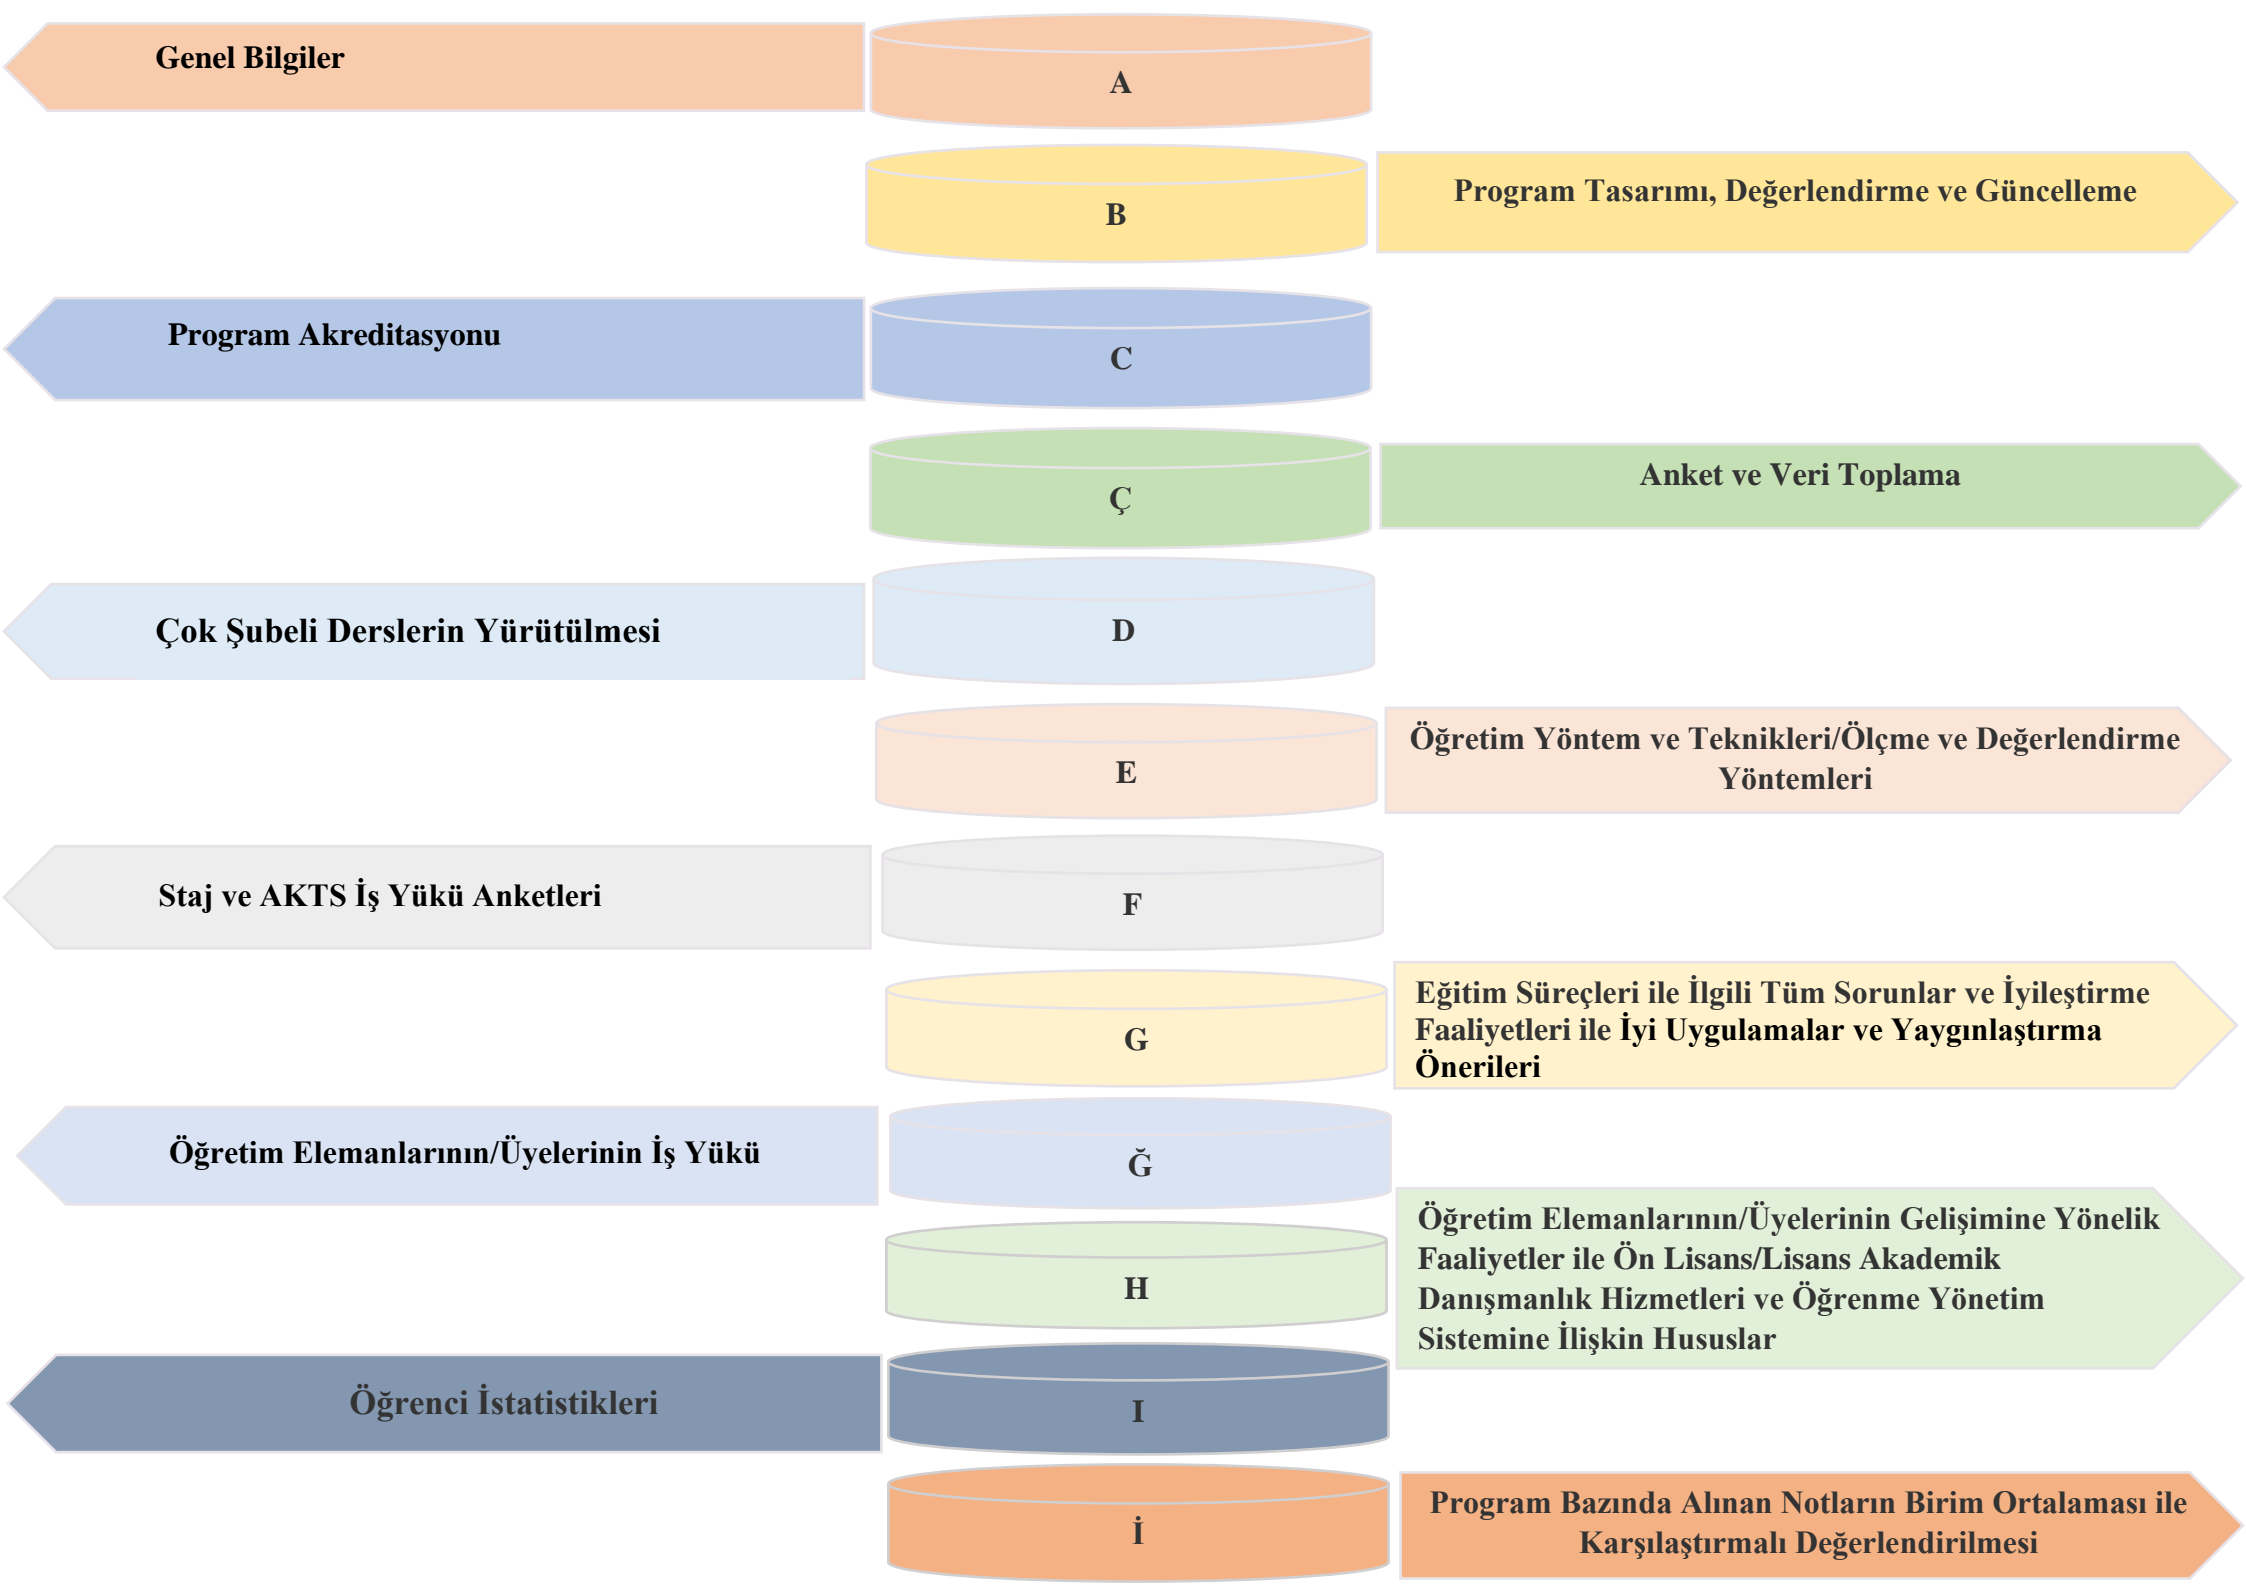 Genel Bilgiler
A
B
Program Tasarımı, Değerlendirme ve Güncelleme
Program Akreditasyonu
C
Ç
Anket ve Veri Toplama
Çok Şubeli Derslerin Yürütülmesi
D
E
Öğretim Yöntem ve Teknikleri/Ölçme ve Değerlendirme
Yöntemleri
Staj ve AKTS İş Yükü Anketleri
F
G
Eğitim Süreçleri ile İlgili Tüm Sorunlar ve İyileştirme
Faaliyetleri ile İyi Uygulamalar ve Yaygınlaştırma
Önerileri
Öğretim Elemanlarının/Üyelerinin İş Yükü
Ğ
H
Öğretim Elemanlarının/Üyelerinin Gelişimine Yönelik
Faaliyetler ile Ön Lisans/Lisans Akademik
Danışmanlık Hizmetleri ve Öğrenme Yönetim
Sistemine İlişkin Hususlar
Öğrenci İstatistikleri
I
İ
Program Bazında Alınan Notların Birim Ortalaması ile
Karşılaştırmalı Değerlendirilmesi